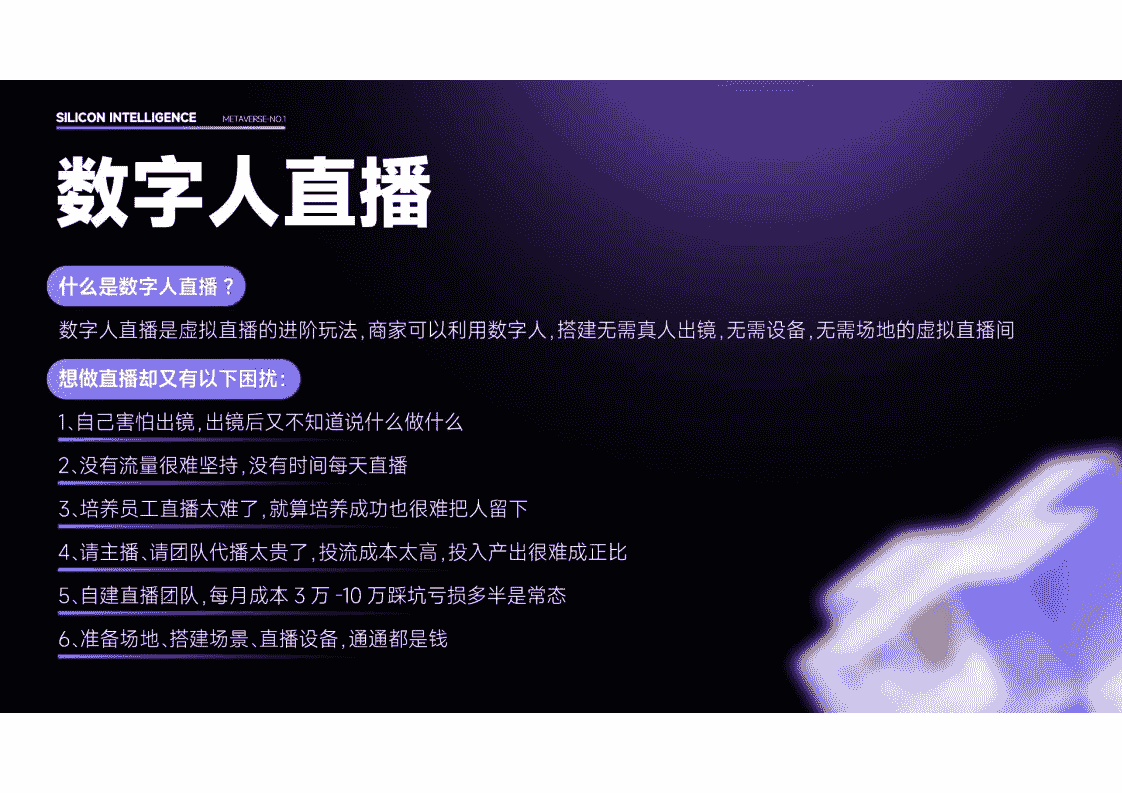 SILICON INTELLIGENCE METAVERSE-NO.1
数字人直播
什么是数字人直播？
数字人直播是虚拟直播的进阶玩法,商家可以利用数字人,搭建无需真人出镜,无需设备,无需场地的虚拟直播间
想做直播却又有以下困扰:
1、自己害怕出镜,出镜后又不知道说什么做什么
2、没有流量很难坚持,没有时间每天直播
3、培养员工直播太难了,就算培养成功也很难把人留下
4、请主播、请团队代播太贵了,投流成本太高,投入产出很难成正比
5、自建直播团队,每月成本 3 万 -10 万踩坑亏损多半是常态
6、准备场地、搭建场景、直播设备,通通都是钱